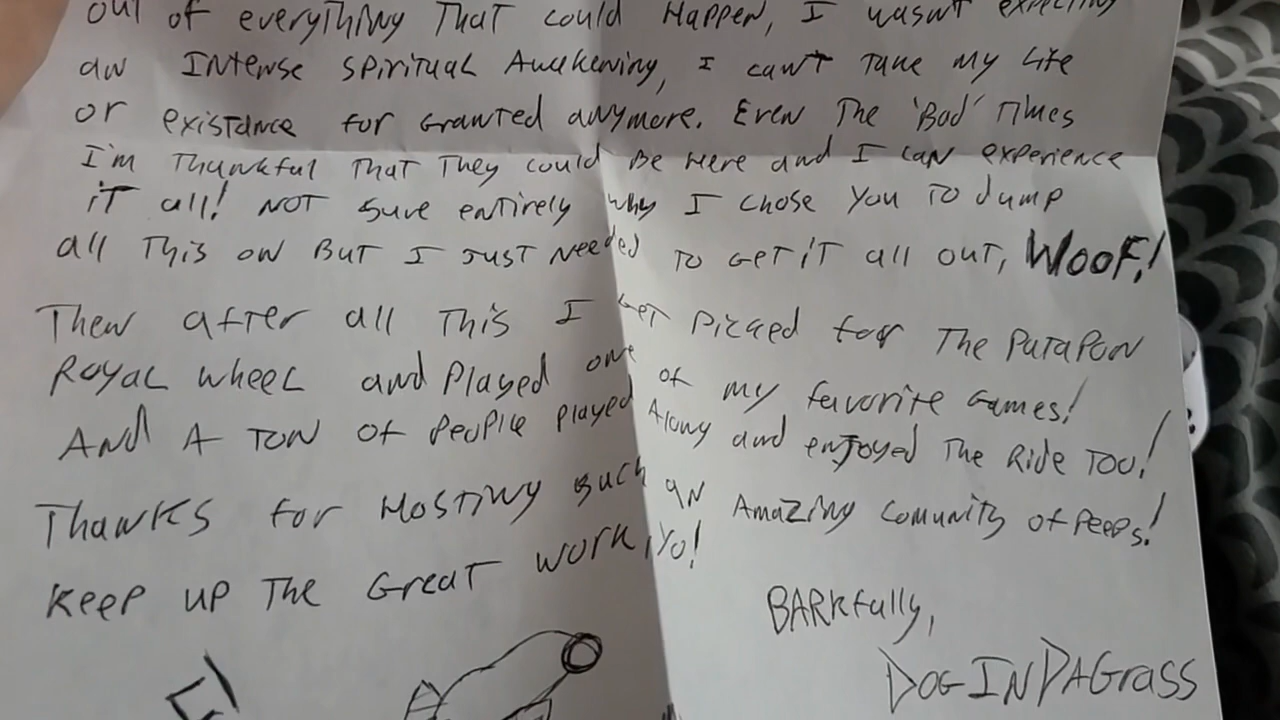 out of everything That could Happen, I wasn't expecting
an Intense Spiritual Awakening, I can't Take my Life
or existance for Granted anymore. Even The 'Bad' Times
I'm Thankful That They could Be Here and I can experience
iT all! NOT sure entirely why I chose you To dump
all This on But I Just Needed To GeT iT all out, WOOF!
Then after all This I Get Picked for The PataPon
Royal wheel and Played one of my favorite Games!
And A Ton of People played Along and enjoyed The Ride Too!
Thanks for Hosting such an Amazing Comunity of Peeps!
Keep up The Great work, Yo!
BARKfully,
DOGINDAGrass